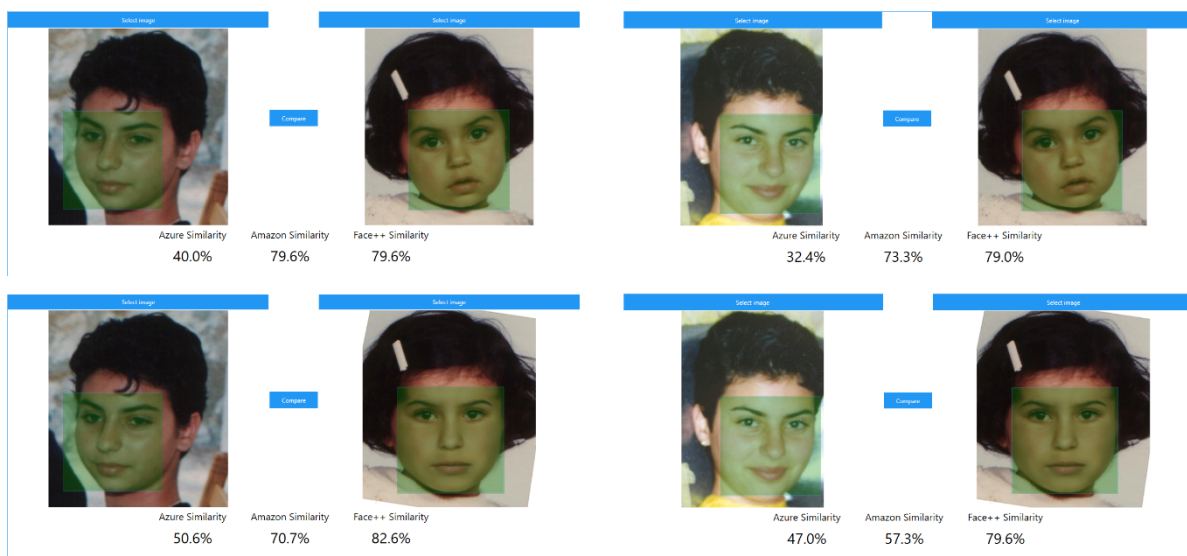 Select image Select image
Compare
Azure Similarity Amazon Similarity Face++ Similarity
40.0% 79.6% 79.6%
Select image Select image
Compare
Azure Similarity Amazon Similarity Face++ Similarity
32.4% 73.3% 79.0%
Select image Select image
Compare
Azure Similarity Amazon Similarity Face++ Similarity
50.6% 70.7% 82.6%
Select image Select image
Compare
Azure Similarity Amazon Similarity Face++ Similarity
47.0% 57.3% 79.6%